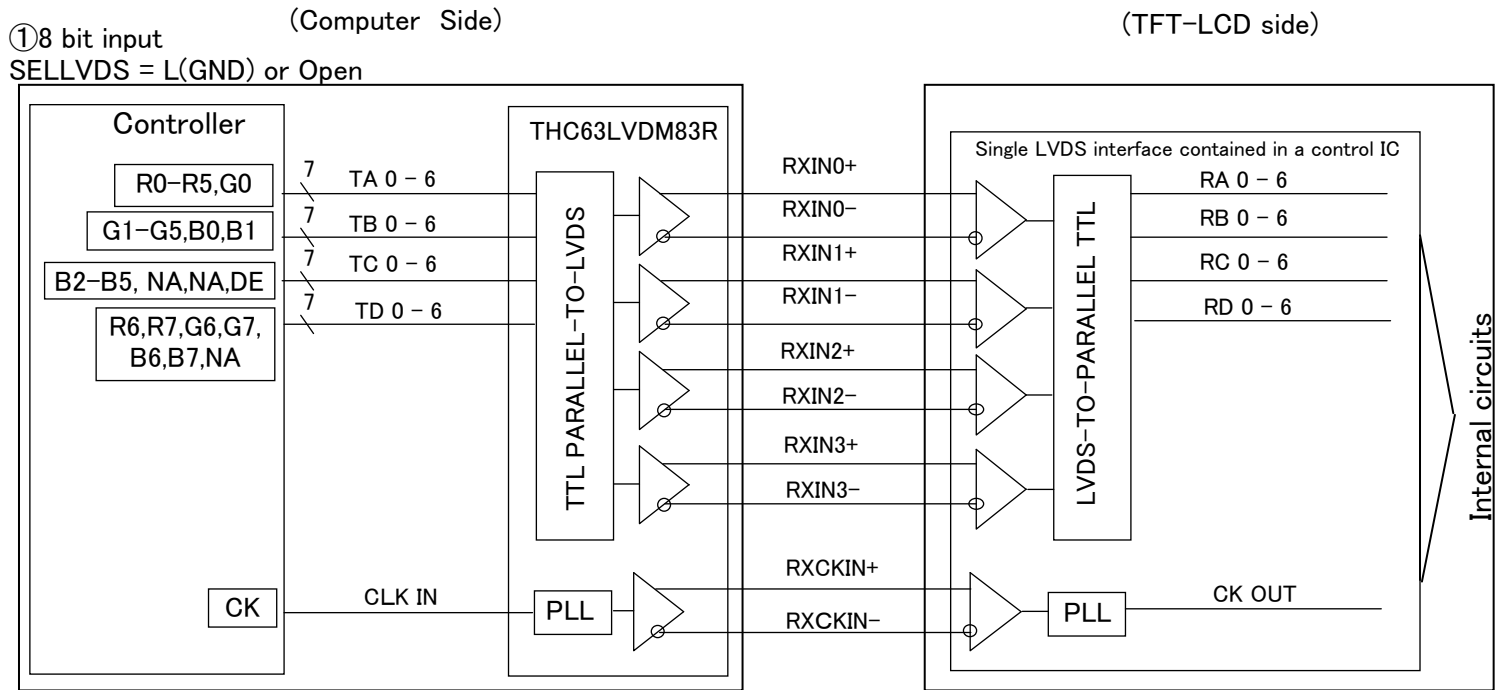 (Computer Side)
(TFT-LCD side)
①8 bit input
SELLVDS = L(GND) or Open
Controller
R0-R5,G0
G1-G5,B0,B1
B2-B5, NA,NA,DE
R6,R7,G6,G7,
B6,B7,NA
CK
7
TA 0 - 6
7
TB 0 - 6
7
TC 0 - 6
7
TD 0 - 6
CLK IN
THC63LVDM83R
TTL PARALLEL-TO-LVDS
PLL
RXIN0+
RXIN0-
RXIN1+
RXIN1-
RXIN2+
RXIN2-
RXIN3+
RXIN3-
RXCKIN+
RXCKIN-
Single LVDS interface contained in a control IC
LVDS-TO-PARALLEL TTL
PLL
RA 0 - 6
RB 0 - 6
RC 0 - 6
RD 0 - 6
CK OUT
Internal circuits